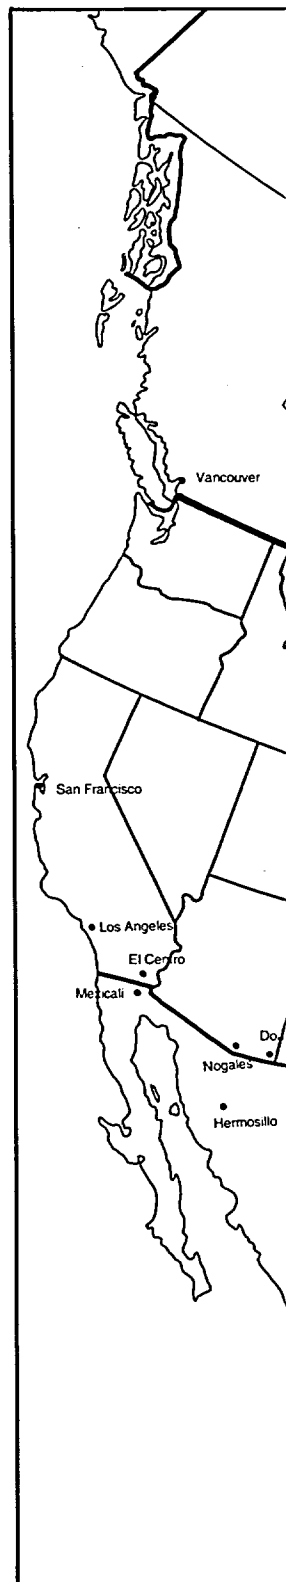 Vancouver
San Francisco
Los Angeles
El Centro
Mexicali
Nogales
Hermosillo